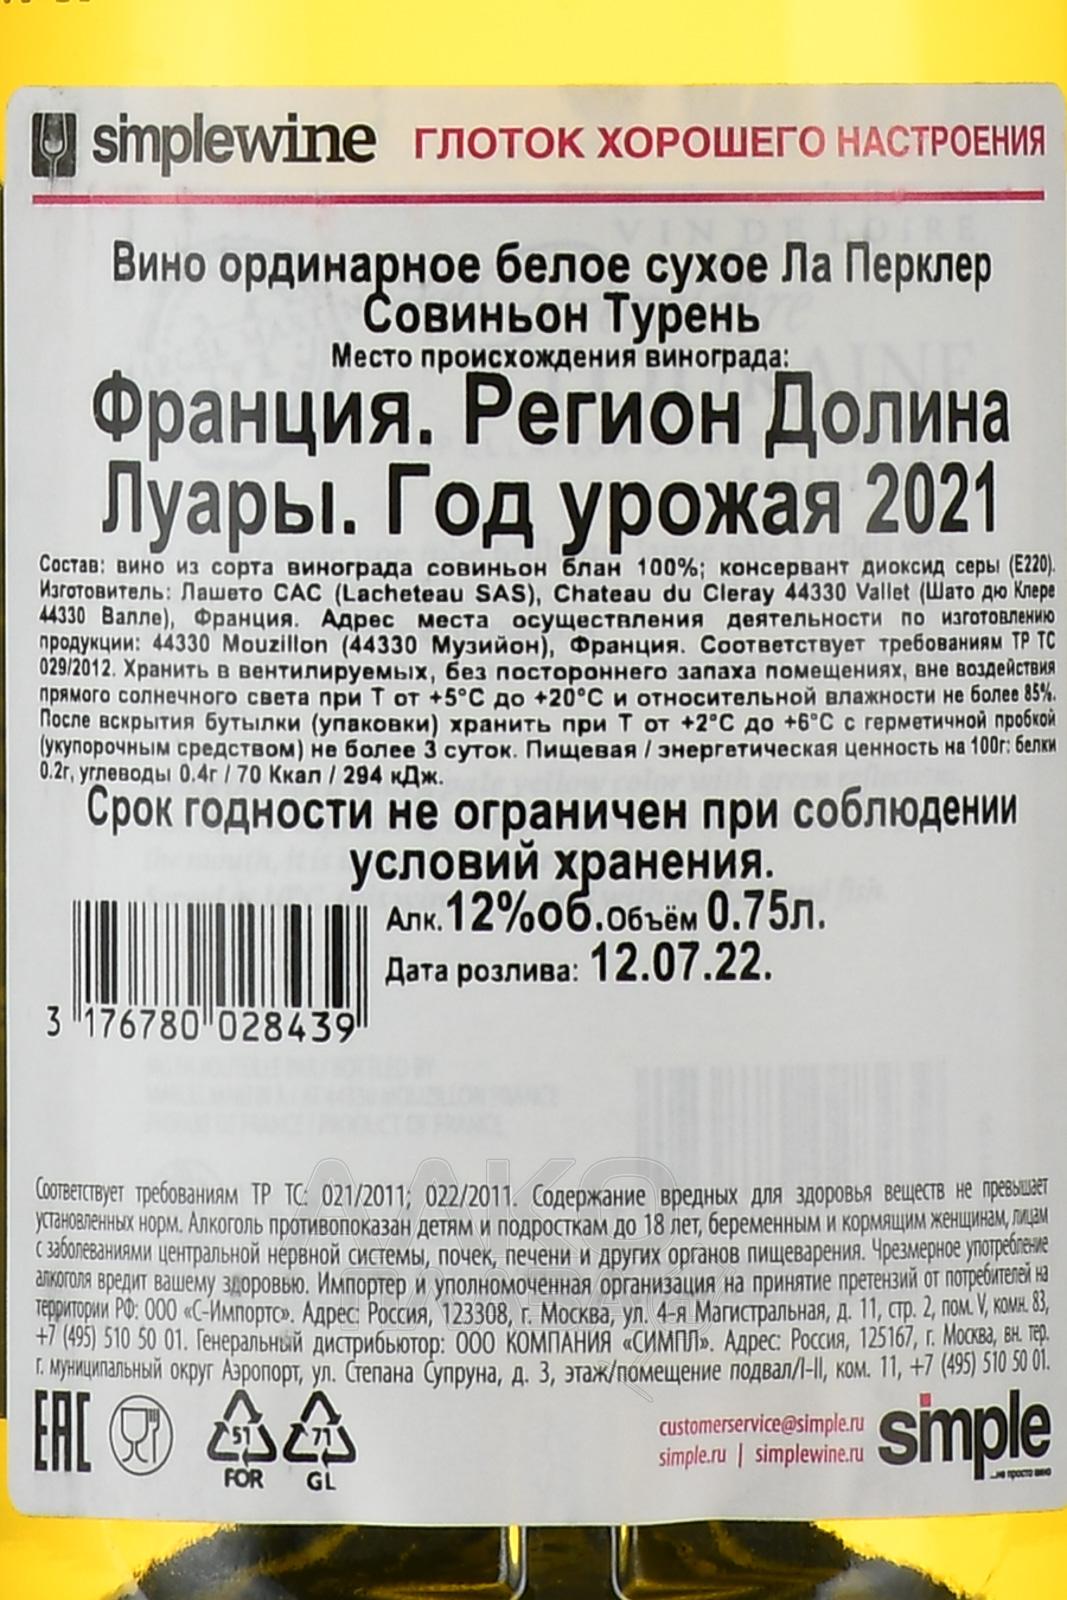 simplewine ГЛОТОК ХОРОШЕГО НАСТРОЕНИЯ
Вино ординарное белое сухое Ла Перклер
Совиньон Турень
Место происхождения винограда:
Франция. Регион Долина
Луары. Год урожая 2021
Состав: вино из сорта винограда совиньон блан 100%; консервант диоксид серы (Е220).
Изготовитель: Лашето САС (Lacheteau SAS), Chateau du Cleray 44330 Vallet (Шато дю Клере
44330 Валле), Франция. Адрес места осуществления деятельности по изготовлению
продукции: 44330 Mouzillon (44330 Музийон), Франция. Соответствует требованиям ТР ТС
029/2012. Хранить в вентилируемых, без постороннего запаха помещениях, вне воздействия
прямого солнечного света при Т от +5°С до +20°С и относительной влажности не более 85%.
После вскрытия бутылки (упаковки) хранить при Т от +2°С до +6°С с герметичной пробкой
(укупорочным средством) не более 3 суток. Пищевая / энергетическая ценность на 100г: белки
0.2г, углеводы 0.4г / 70 Ккал / 294 кДж.
Срок годности не ограничен при соблюдении
условий хранения.
Алк. 12%об. Объём 0.75л.
Дата розлива: 12.07.22.
3 176780 028439
Соответствует требованиям ТР ТС: 021/2011; 022/2011. Содержание вредных для здоровья веществ не превышает
установленных норм. Алкоголь противопоказан детям и подросткам до 18 лет, беременным и кормящим женщинам, лицам
с заболеваниями центральной нервной системы, почек, печени и других органов пищеварения. Чрезмерное употребление
алкоголя вредит вашему здоровью. Импортер и уполномоченная организация на принятие претензий от потребителей на
территории РФ: ООО «С-Импортс». Адрес: Россия, 123308, г. Москва, ул. 4-я Магистральная, д. 11, стр. 2, пом. V, комн. 83,
+7 (495) 510 50 01. Генеральный дистрибьютор: ООО КОМПАНИЯ «СИМПЛ». Адрес: Россия, 125167, г. Москва, вн. тер.
г. муниципальный округ Аэропорт, ул. Степана Супруна, д. 3, этаж/помещение подвал/I-II, ком. 11, +7 (495) 510 50 01.
EAC 51 71 customerservice@simple.ru simple
FOR GL simple.ru | simplewine.ru ...не просто вино